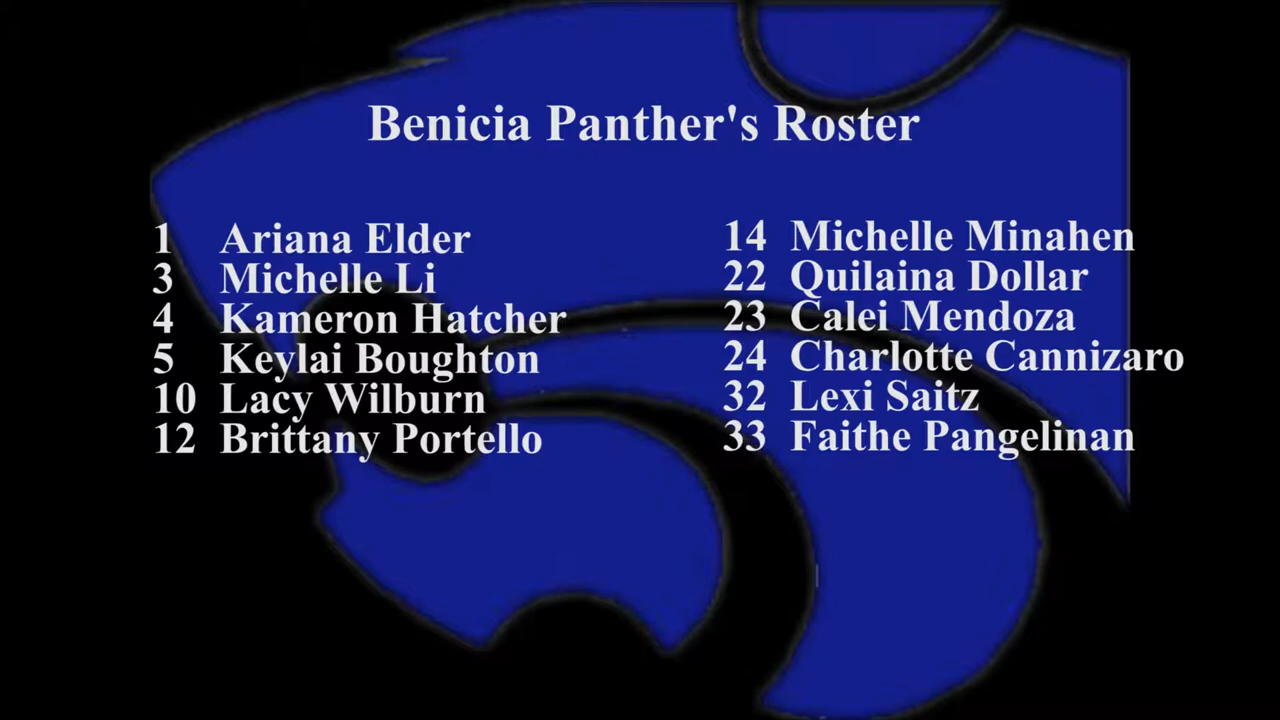 Benicia Panther's Roster
1 Ariana Elder
3 Michelle Li
4 Kameron Hatcher
5 Keylai Boughton
10 Lacy Wilburn
12 Brittany Portello
14 Michelle Minahen
22 Quilaina Dollar
23 Calei Mendoza
24 Charlotte Cannizaro
32 Lexi Saitz
33 Faithe Pangelinan